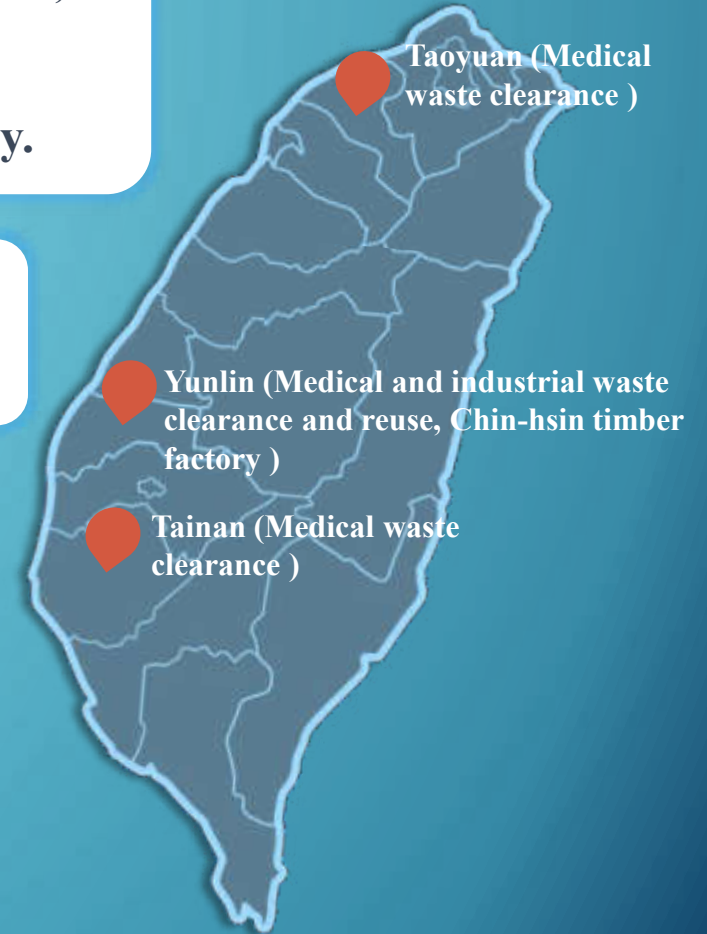 ,
y.
Taoyuan (Medical
waste clearance )
Yunlin (Medical and industrial waste
clearance and reuse, Chin-hsin timber
factory )
Tainan (Medical waste
clearance )